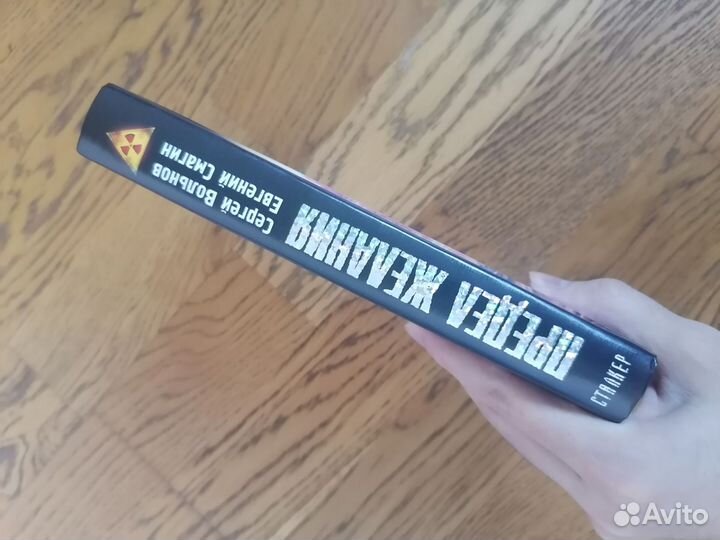 Сергей Вольнов
Евгений Смагин
ПРЕДЕЛ ЖЕЛАНИЯ
СТАЛКЕР
Avito